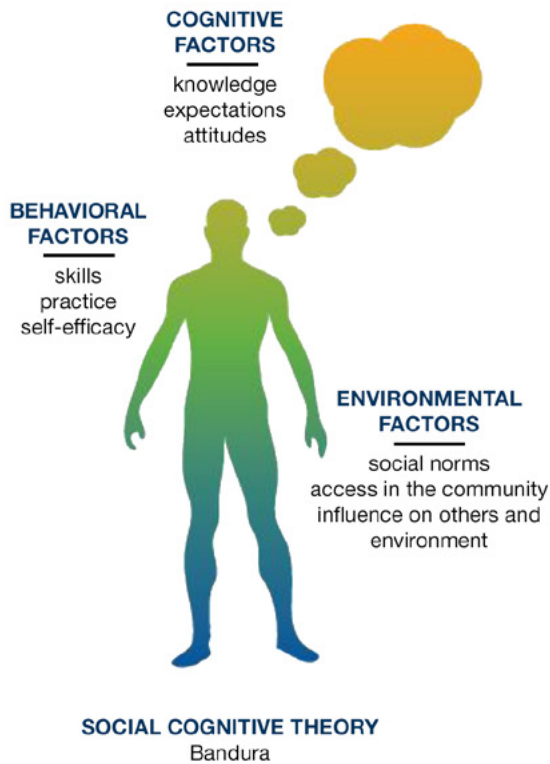 COGNITIVE
FACTORS
knowledge
expectations
attitudes
BEHAVIORAL
FACTORS
skills
practice
self-efficacy
ENVIRONMENTAL
FACTORS
social norms
access in the community
influence on others and
environment
SOCIAL COGNITIVE THEORY
Bandura